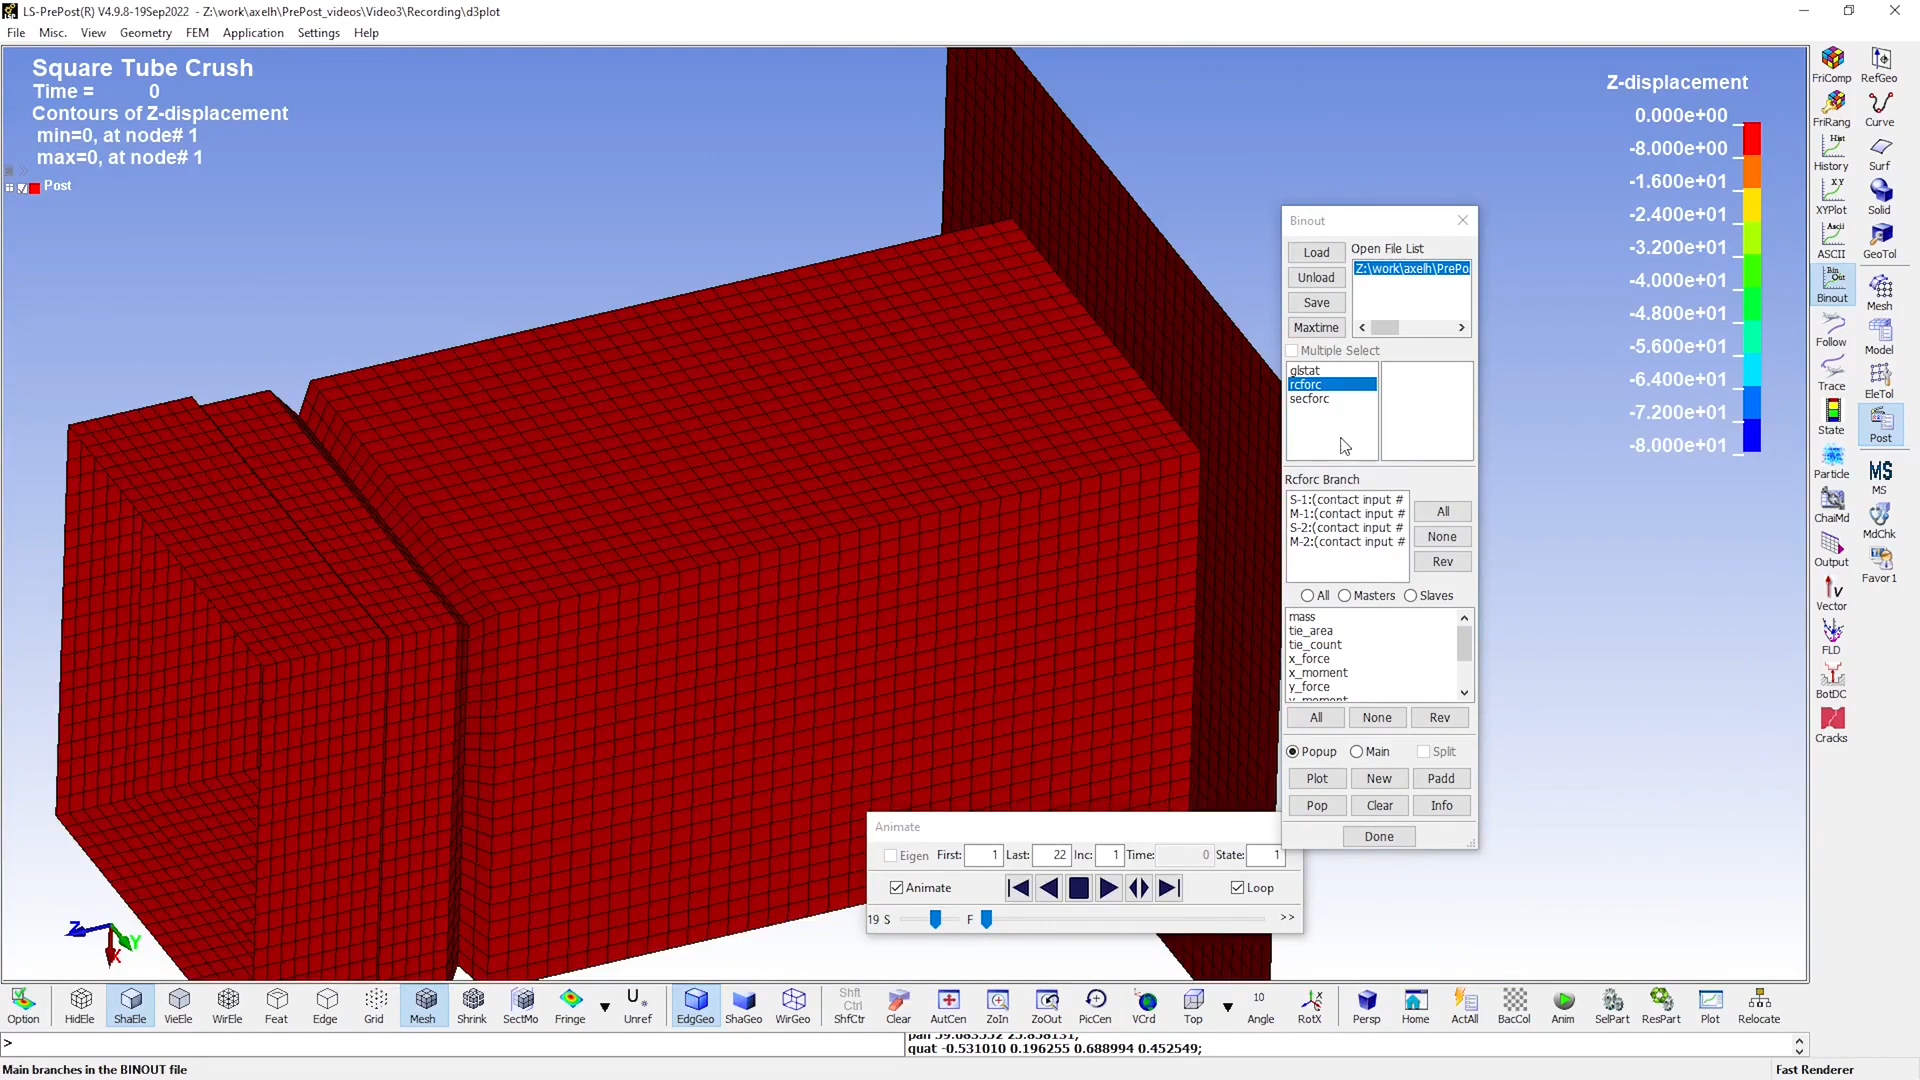 LS-PrePost(R) V4.9.8-19Sep2022 - Z:\work\axelh\PrePost_videos\Video3\Recording\d3plot
File Misc. View Geometry FEM Application Settings Help
Square Tube Crush
Time = 0
Contours of Z-displacement
min=0, at node# 1
max=0, at node# 1
Post
Z-displacement
0.000e+00
-8.000e+00
-1.600e+01
-2.400e+01
-3.200e+01
-4.000e+01
-4.800e+01
-5.600e+01
-6.400e+01
-7.200e+01
-8.000e+01
Binout
Load Open File List
Z:\work\axelh\PrePo
Unload
Save
Maxtime
Multiple Select
glstat
rcforc
secforc
Rcforc Branch
S-1:(contact input #
M-1:(contact input #
S-2:(contact input #
M-2:(contact input #
All
None
Rev
All Masters Slaves
mass
tie_area
tie_count
x_force
x_moment
y_force
y_moment
All None Rev
Popup Main Split
Plot New Padd
Pop Clear Info
Done
Animate
Eigen First: 1 Last: 22 Inc: 1 Time: 0 State: 1
Animate Loop
19 S F >>
Z Y X
FriComp RefGeo
FriRang Curve
Hist
History Surf
X Y
XYPlot Solid
Ascii
ASCII GeoTol
Bin Out
Binout Mesh
Follow Model
Trace EleTol
State Post
Particle MS
MS
ChaiMd MdChk
Output Favor1
Vector
FLD
BotDC
Cracks
Option HidEle ShaEle VieEle WirEle Feat Edge Grid Mesh Shrink SectMo Fringe U. Unref EdgGeo ShaGeo WirGeo Shft Ctrl ShfCtr Clear AutCen ZoIn ZoOut PicCen VCrd Top 10 Angle RotX Persp Home ActAll BacCol Anim SelPart ResPart Plot Relocate
>
quat -0.531010 0.196255 0.688994 0.452549;
Main branches in the BINOUT file
Fast Renderer